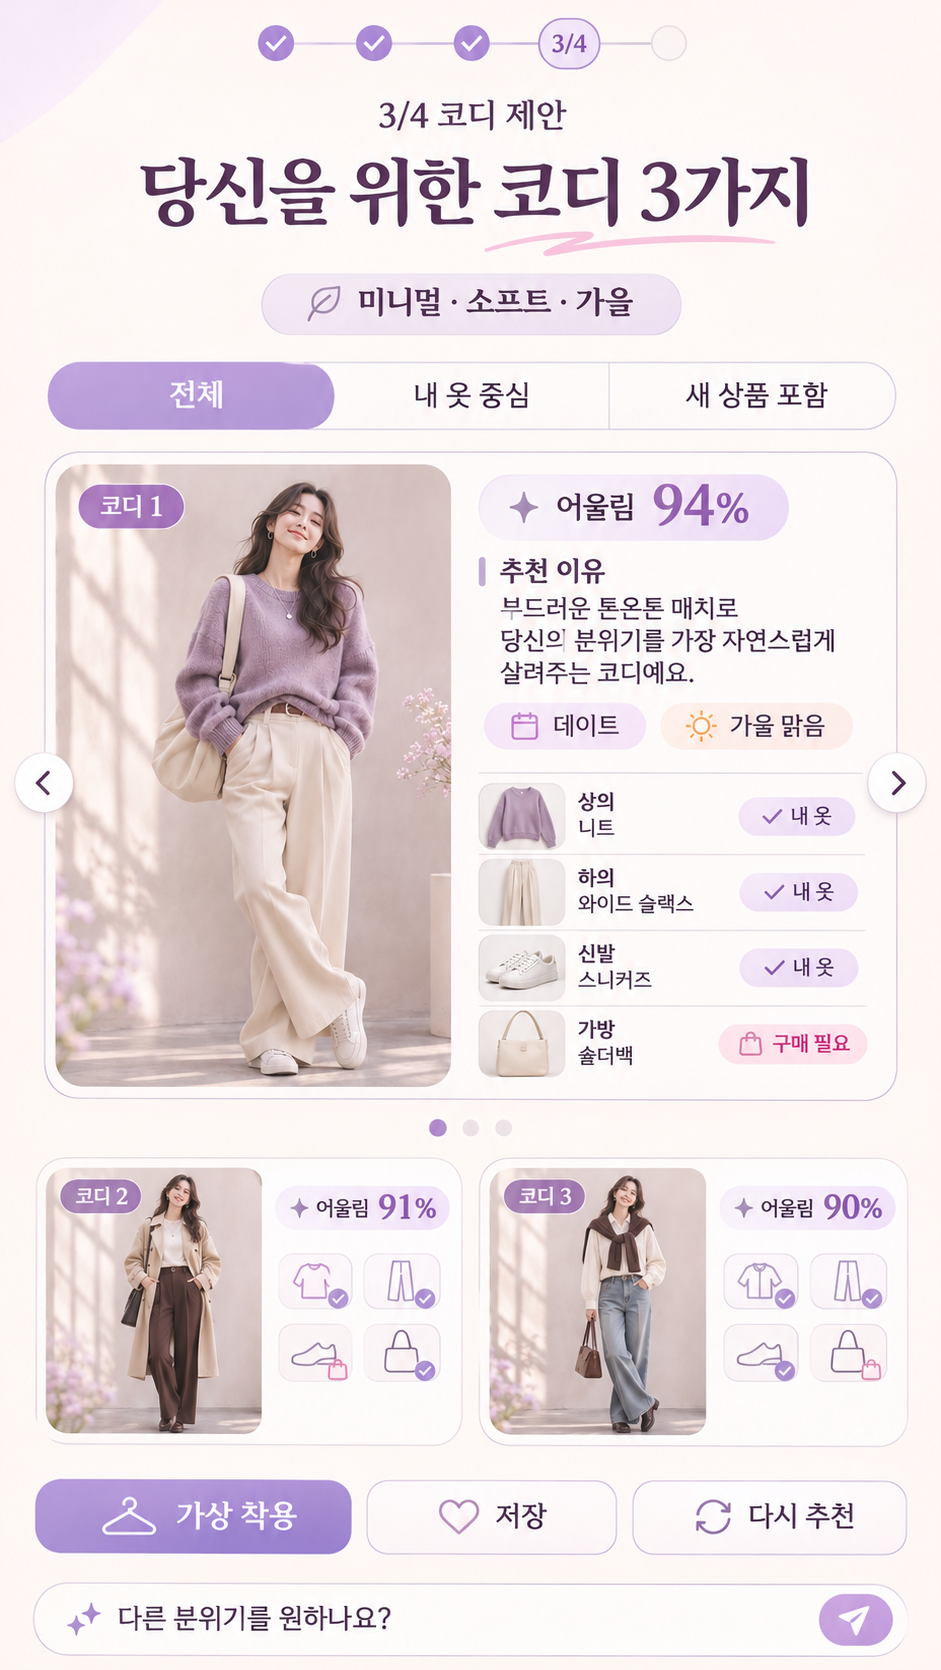 3/4
3/4 코디 제안
당신을 위한 코디 3가지
미니멀 · 소프트 · 가을
전체
내 옷 중심
새 상품 포함
코디 1
어울림 94%
추천 이유
부드러운 톤온톤 매치로
당신의 분위기를 가장 자연스럽게
살려주는 코디예요.
데이트
가을 맑음
상의
니트
내 옷
하의
와이드 슬랙스
내 옷
신발
스니커즈
내 옷
가방
숄더백
구매 필요
코디 2
어울림 91%
코디 3
어울림 90%
가상 착용
저장
다시 추천
다른 분위기를 원하나요?